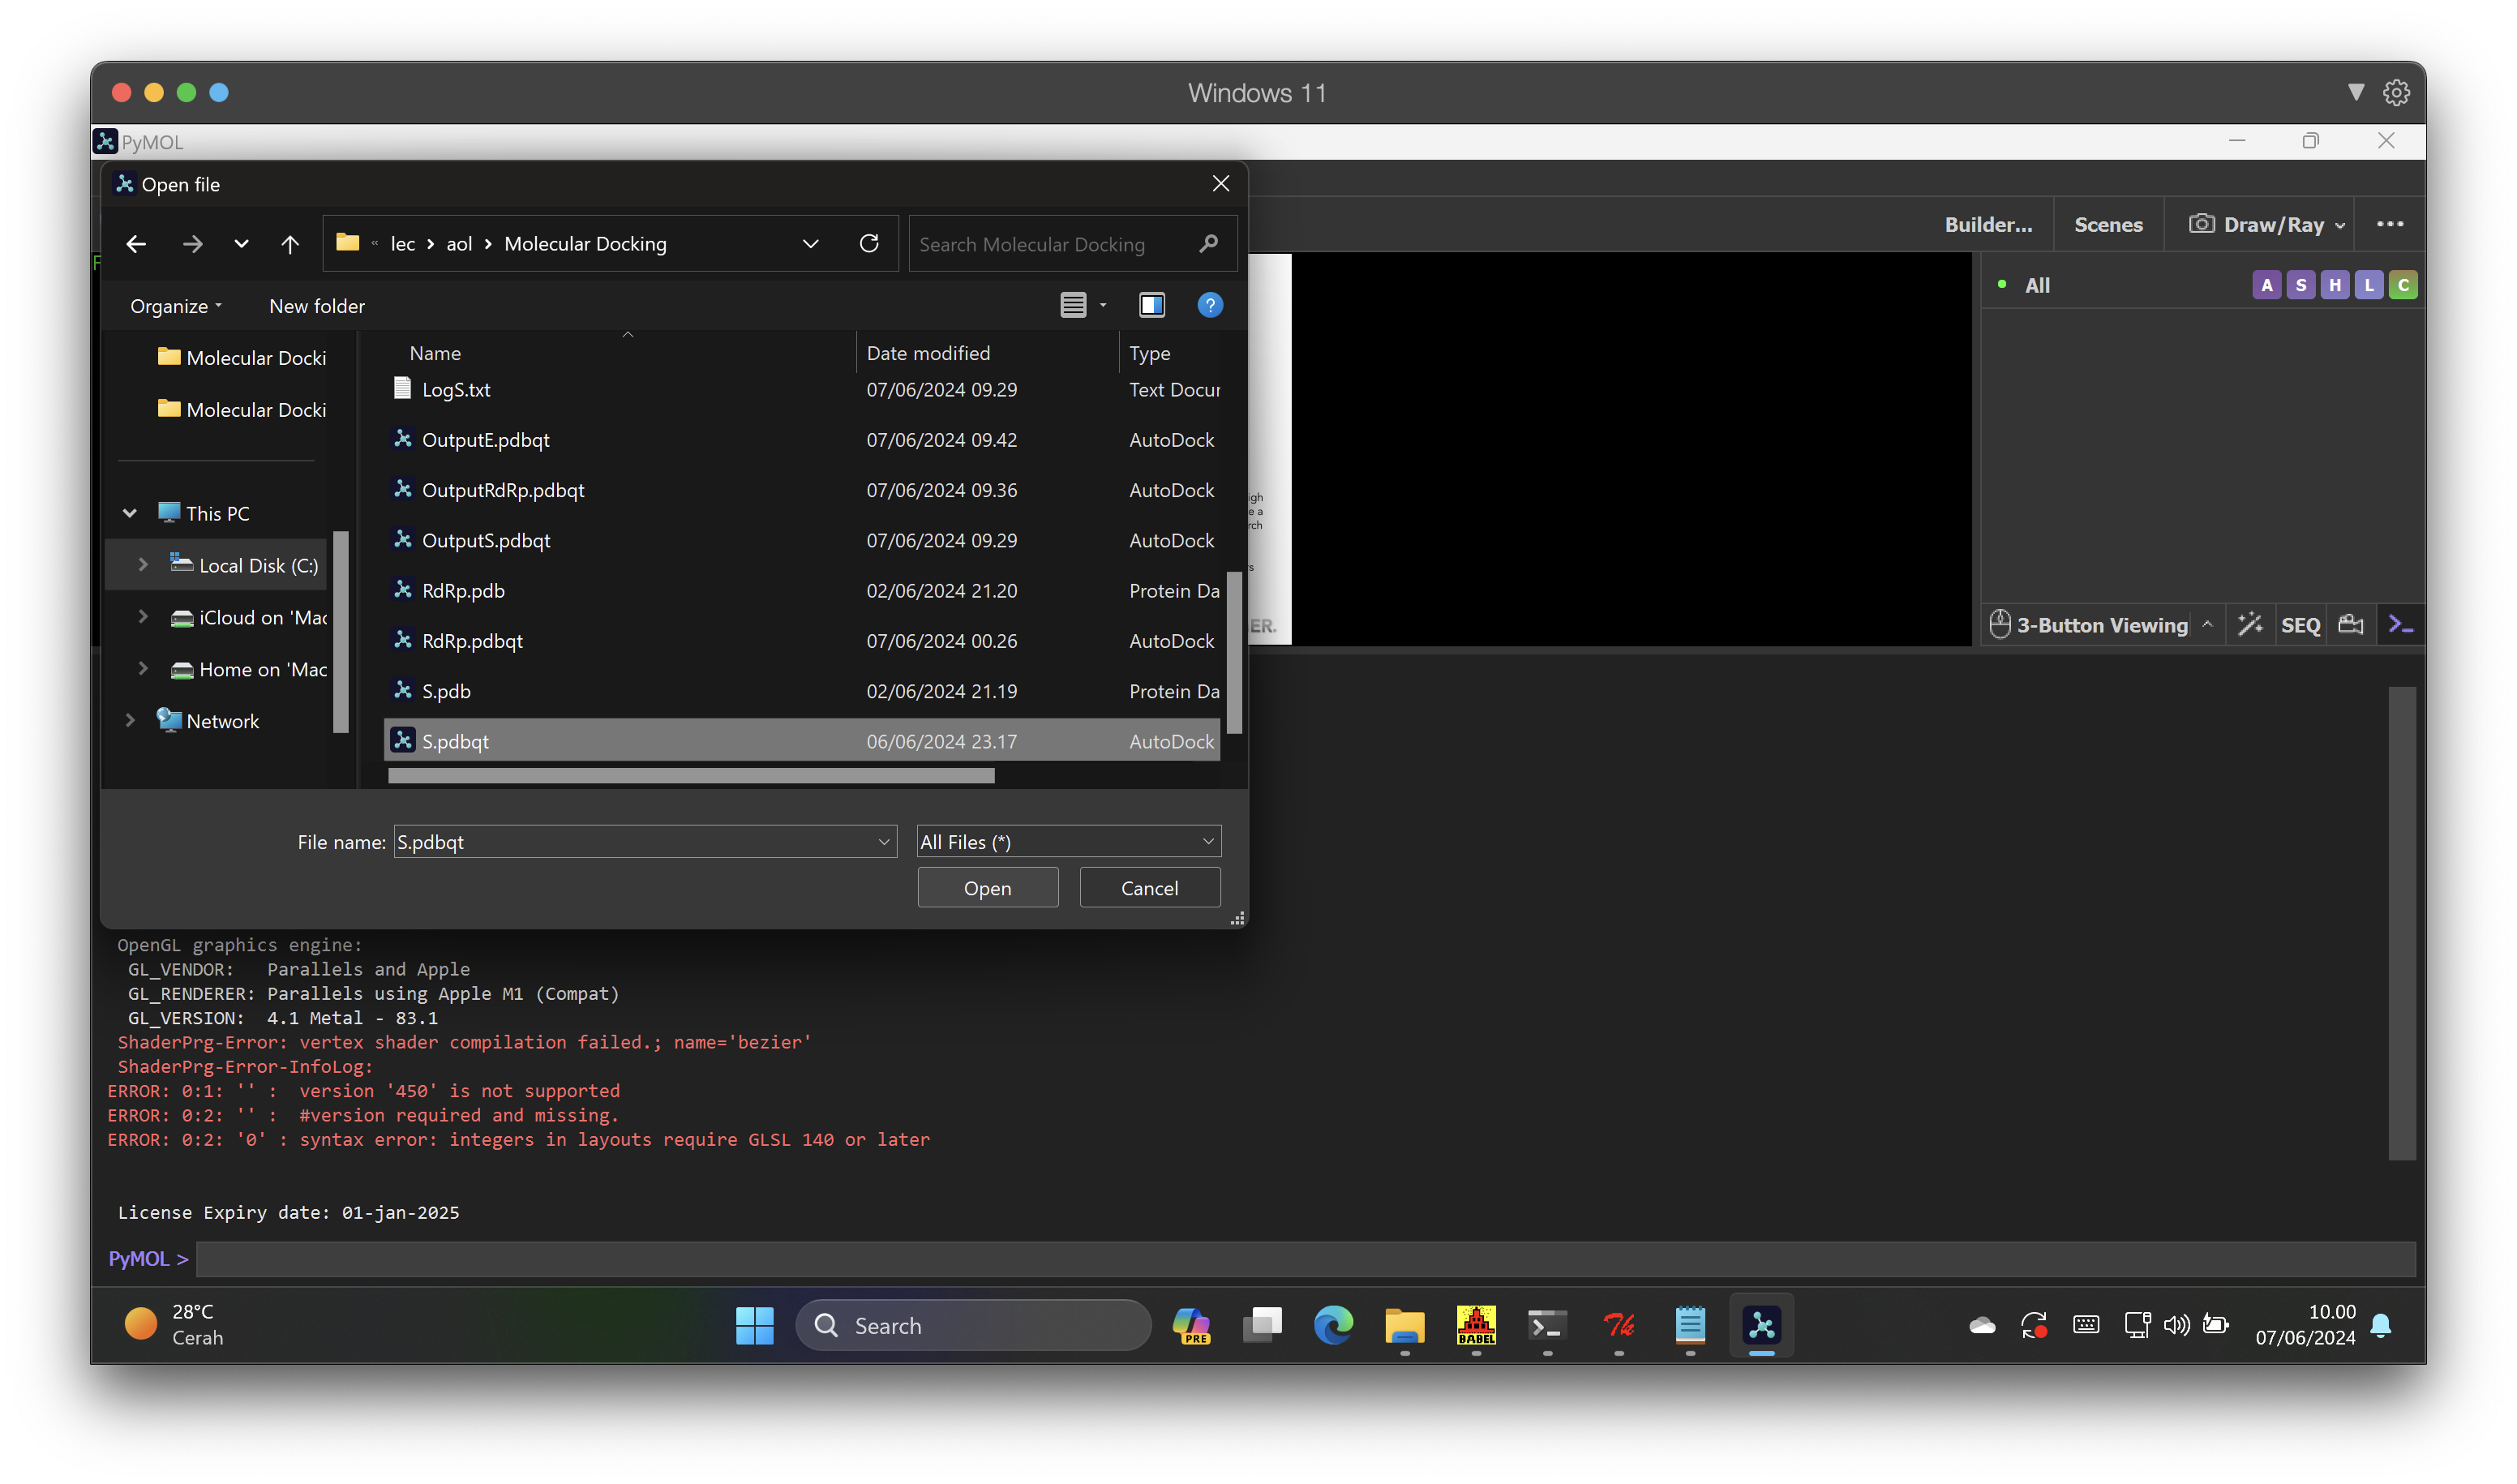 Windows 11
PyMOL
Open file
« lec › aol › Molecular Docking
Search Molecular Docking
Builder...
Scenes
Draw/Ray
F
Organize
New folder
?
All
A S H L C
Name
Date modified
Type
Molecular Docki
Molecular Docki
This PC
Local Disk (C:)
iCloud on 'Mac
Home on 'Mac
Network
LogS.txt 07/06/2024 09.29 Text Docur
OutputE.pdbqt 07/06/2024 09.42 AutoDock
OutputRdRp.pdbqt 07/06/2024 09.36 AutoDock
OutputS.pdbqt 07/06/2024 09.29 AutoDock
RdRp.pdb 02/06/2024 21.20 Protein Da
RdRp.pdbqt 07/06/2024 00.26 AutoDock
S.pdb 02/06/2024 21.19 Protein Da
S.pdbqt 06/06/2024 23.17 AutoDock
igh
e a
rch
s
ER.
3-Button Viewing
SEQ
File name: S.pdbqt
All Files (*)
Open
Cancel
OpenGL graphics engine:
GL_VENDOR: Parallels and Apple
GL_RENDERER: Parallels using Apple M1 (Compat)
GL_VERSION: 4.1 Metal - 83.1
ShaderPrg-Error: vertex shader compilation failed.; name='bezier'
ShaderPrg-Error-InfoLog:
ERROR: 0:1: '' : version '450' is not supported
ERROR: 0:2: '' : #version required and missing.
ERROR: 0:2: '0' : syntax error: integers in layouts require GLSL 140 or later
License Expiry date: 01-jan-2025
PyMOL >
28°C
Cerah
Search
PRE
BABEL
Tk
10.00
07/06/2024